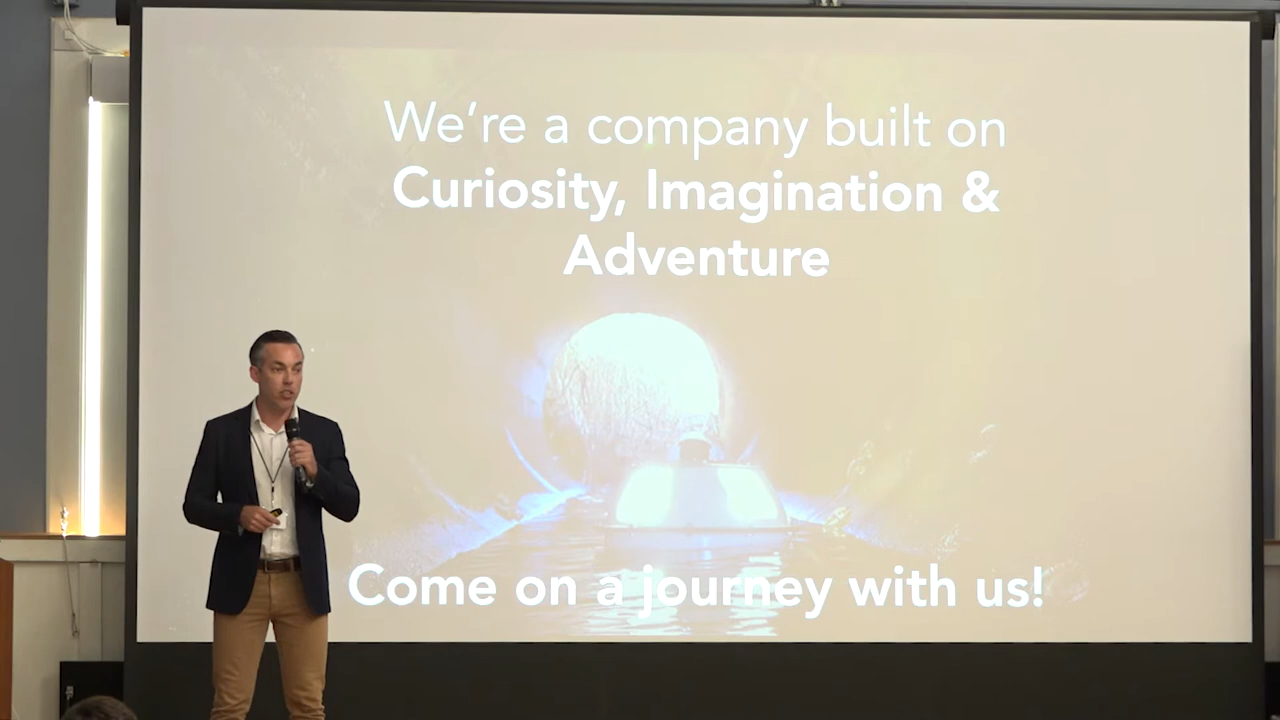 We're a company built on
Curiosity, Imagination &
Adventure
Come on a journey with us!